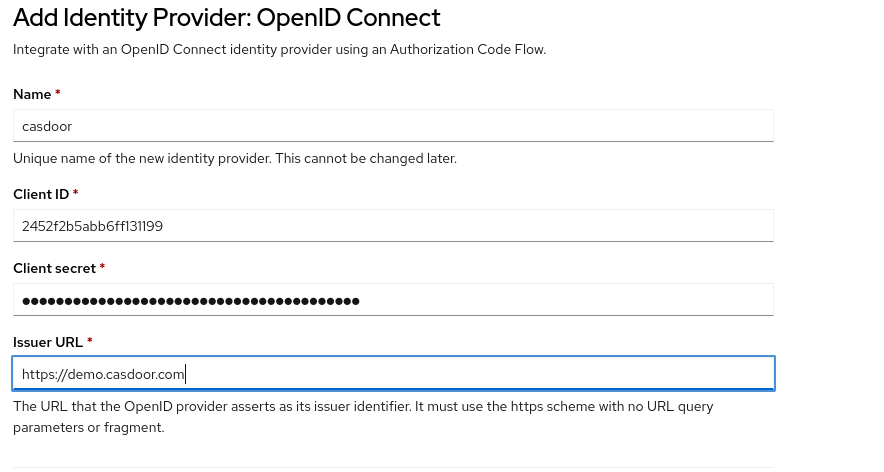 Add Identity Provider: OpenID Connect
Integrate with an OpenID Connect identity provider using an Authorization Code Flow.
Name *
casdoor
Unique name of the new identity provider. This cannot be changed later.
Client ID *
2452f2b5abb6ff131199
Client secret *
●●●●●●●●●●●●●●●●●●●●●●●●●●●●●●●●●●●●●●●●
Issuer URL *
https://demo.casdoor.com
The URL that the OpenID provider asserts as its issuer identifier. It must use the https scheme with no URL query
parameters or fragment.